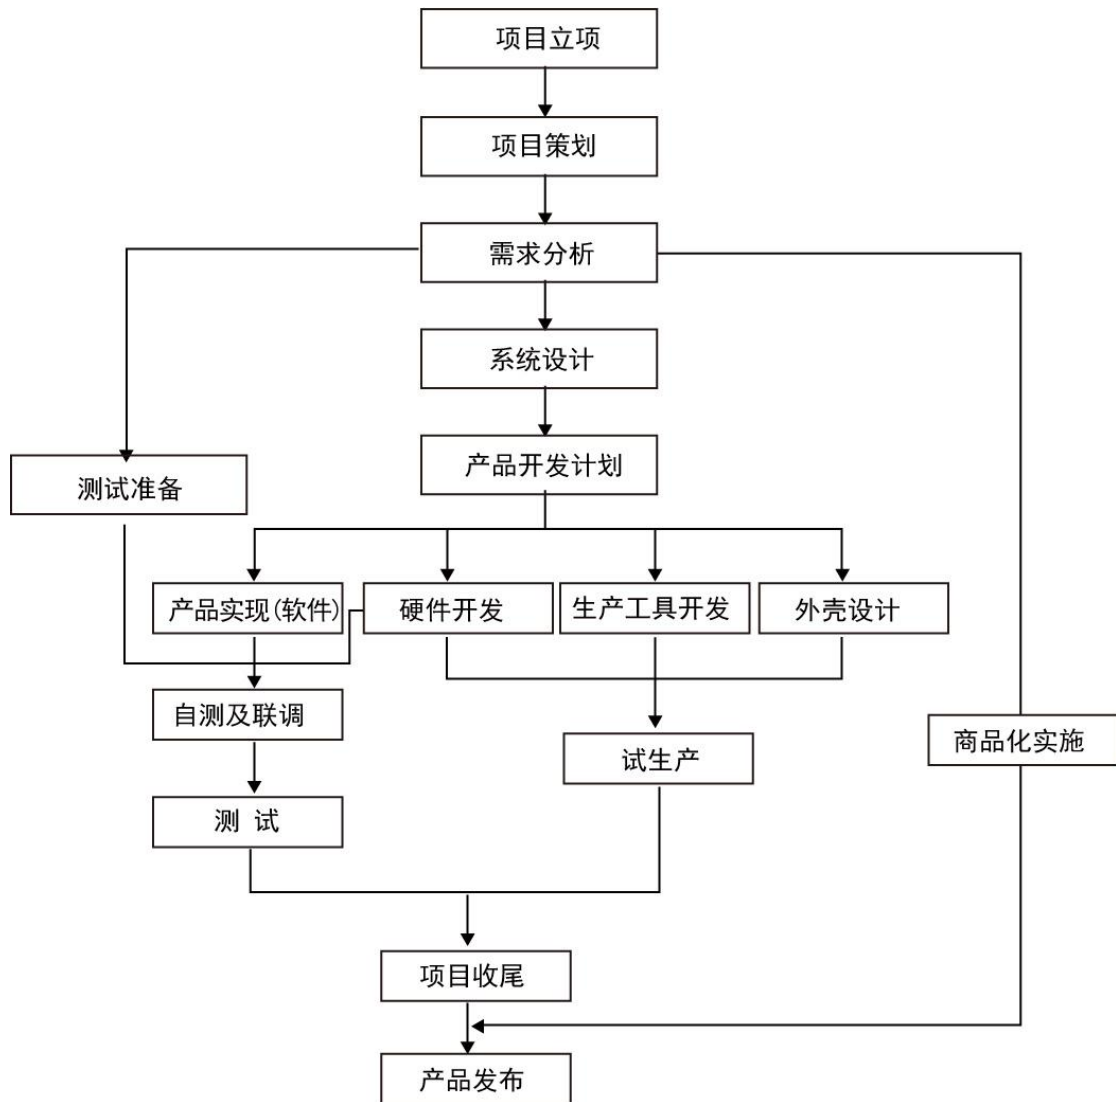 项目立项
项目策划
需求分析
系统设计
产品开发计划
测试准备
产品实现(软件)
硬件开发
生产工具开发
外壳设计
自测及联调
试生产
商品化实施
测 试
项目收尾
产品发布